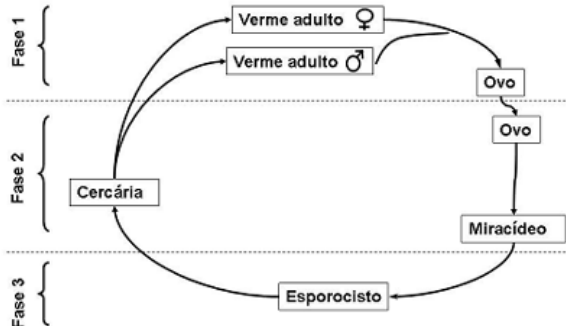 Fase 1
Verme adulto ♀
Verme adulto ♂
Ovo
Fase 2
Ovo
Cercária
Miracídeo
Fase 3
Esporocisto